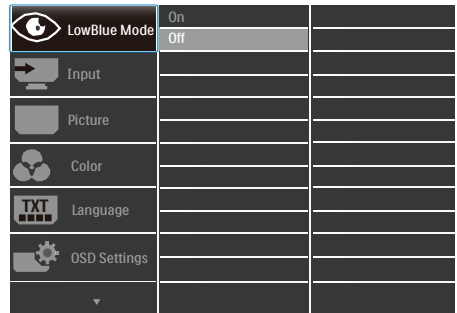 LowBlue Mode
On
Off
Input
Picture
Color
TXT
Language
OSD Settings